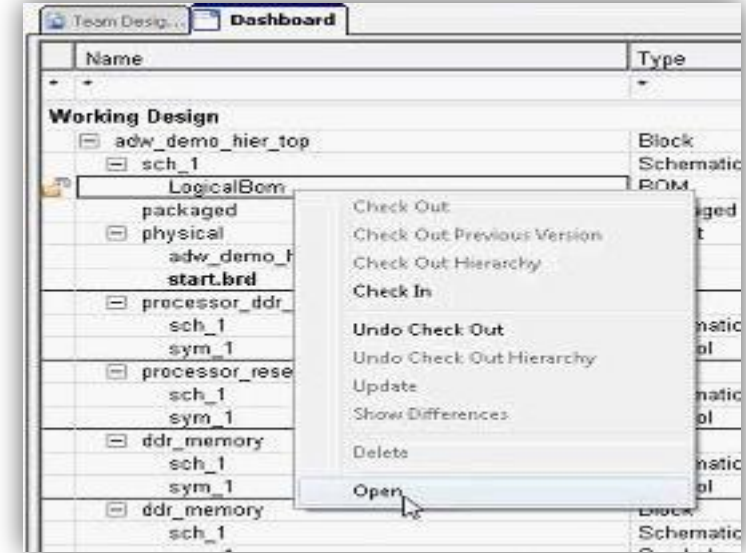 Team Desig... Dashboard
Name Type
* * *
Working Design
adw_demo_hier_top Block
sch_1 Schematic
LogicalBom BOM
packaged
physical
adw_demo_h
start.brd
processor_ddr_
sch_1
sym_1
processor_rese
sch_1
sym_1
ddr_memory
sch_1
sym_1
ddr_memory Block
sch_1 Schematic
Check Out
Check Out Previous Version
Check Out Hierarchy
Check In
Undo Check Out
Undo Check Out Hierarchy
Update
Show Differences
Delete
Open